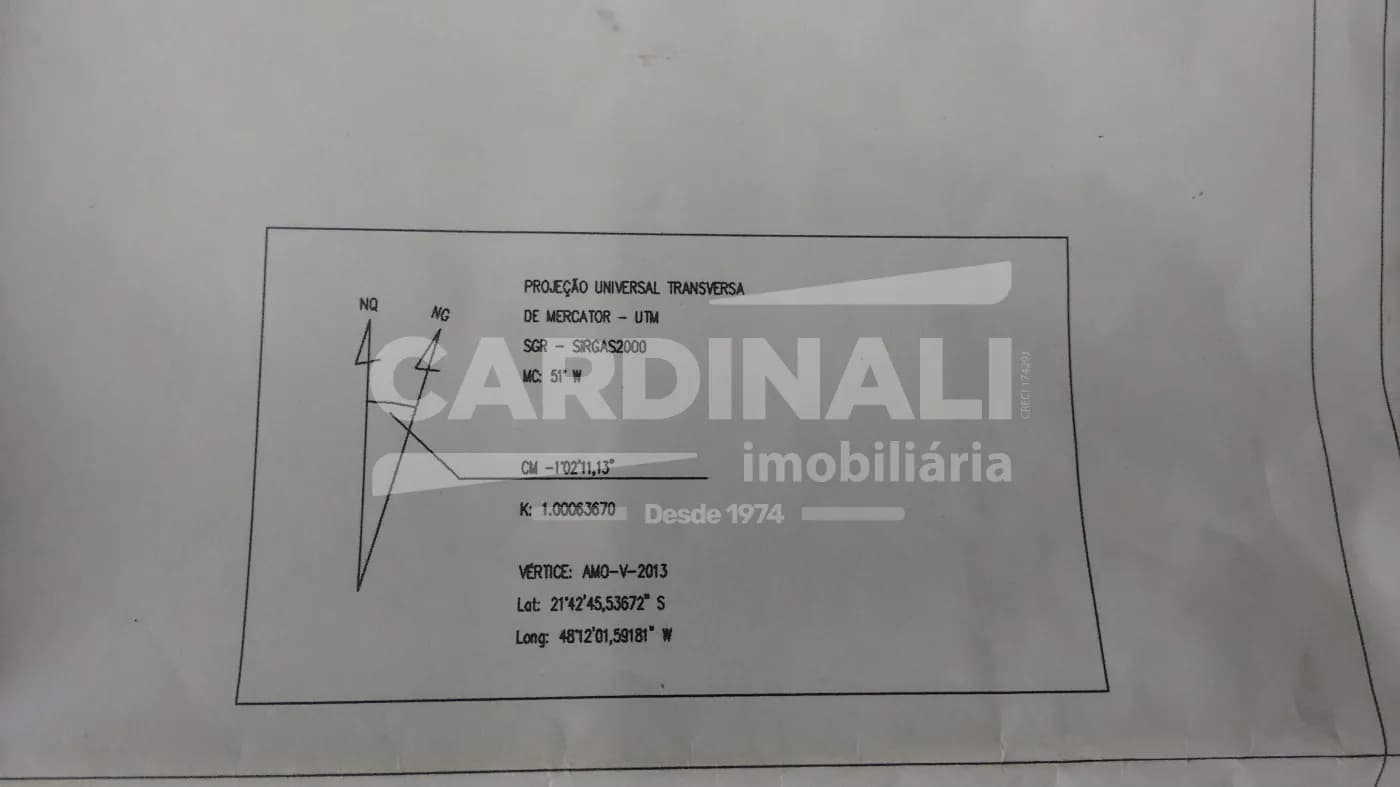 NQ
NG
PROJEÇÃO UNIVERSAL TRANSVERSA
DE MERCATOR - UTM
SGR - SIRGAS2000
MC: 51° W
CM -1°02'11,13"
K: 1.00063670
VÉRTICE: AMO-V-2013
Lat: 21°42'45,53672" S
Long: 48°12'01,59181" W
CARDINALI
imobiliária
Desde 1974
CRECI 174293